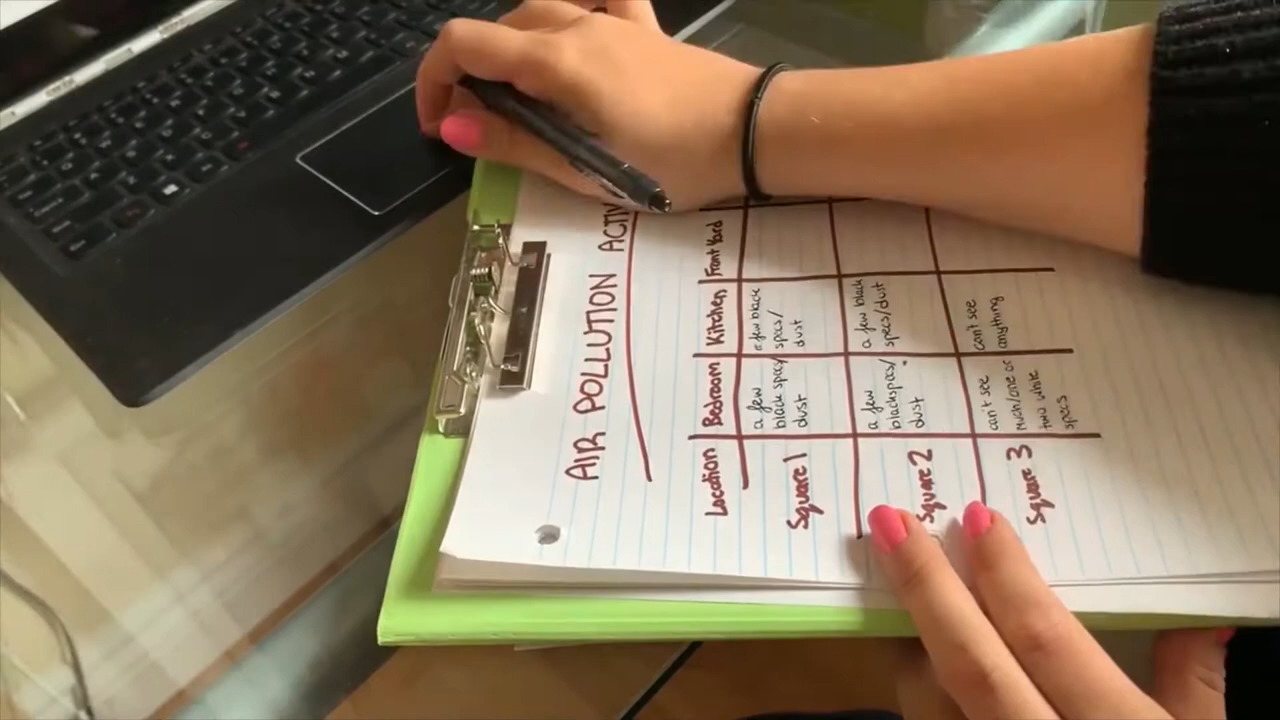 AIR POLLUTION ACTIV
Location Bedroom Kitchen Front Yard
Square 1
a few
black specs/
dust
a few black
specs/
dust
Square 2
a few
black specs/
dust
a few black
specs/dust
Square 3
can't see
much/one or
two white
specs
can't see
anything